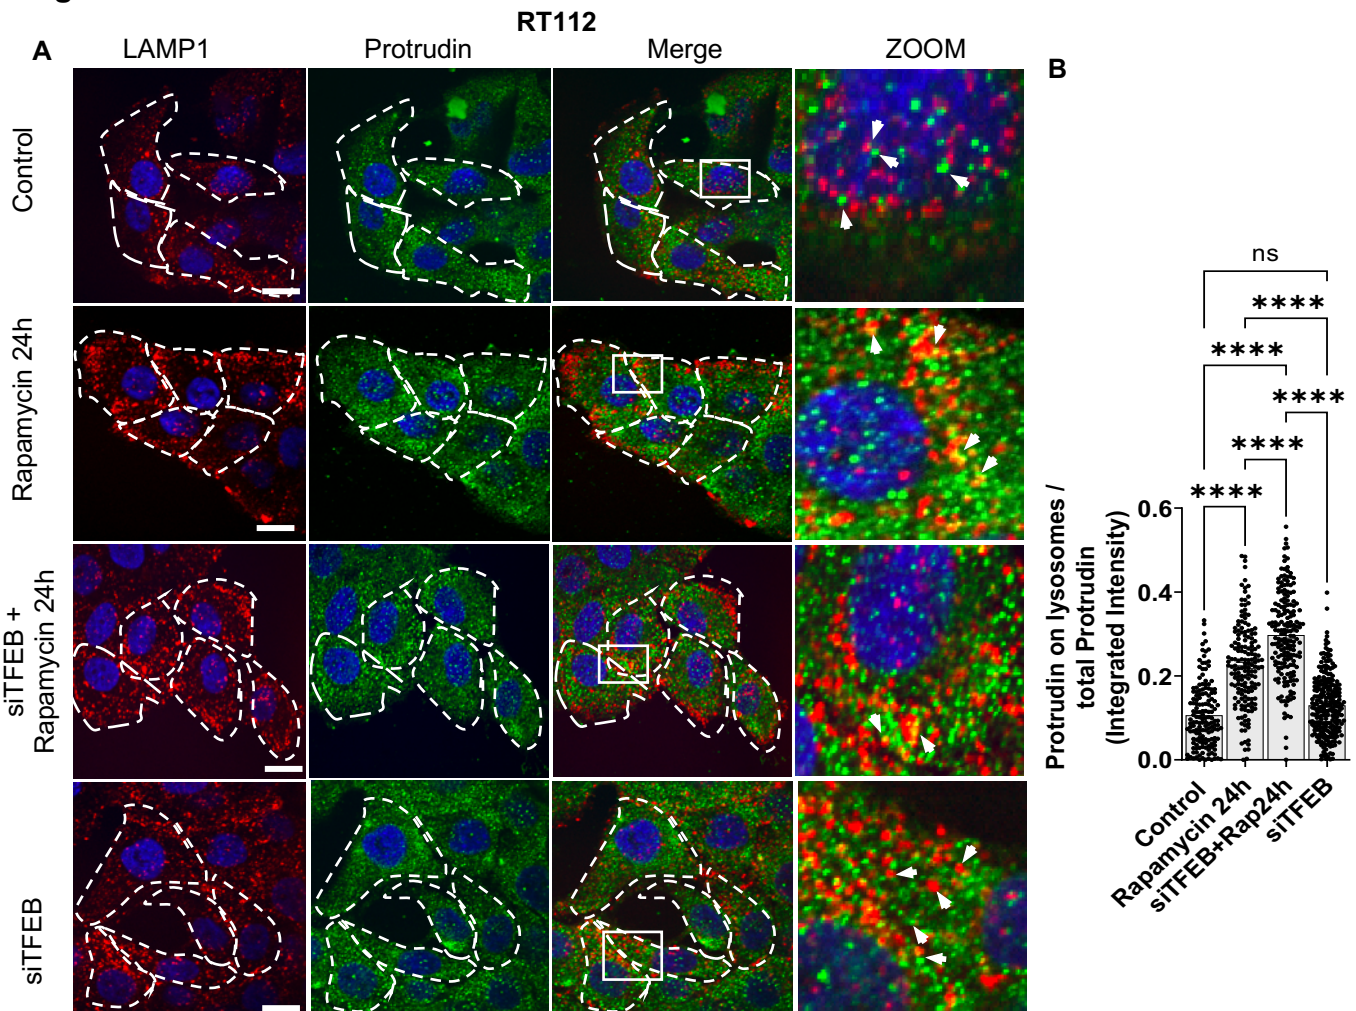 RT112
A
LAMP1
Protrudin
Merge
ZOOM
B
Control
Rapamycin 24h
siTFEB +
Rapamycin 24h
siTFEB
ns
****
****
****
****
****
Protrudin on lysosomes /
total Protrudin
(Integrated Intensity)
0.6
0.4
0.2
0.0
Control
Rapamycin 24h
siTFEB+Rap24h
siTFEB